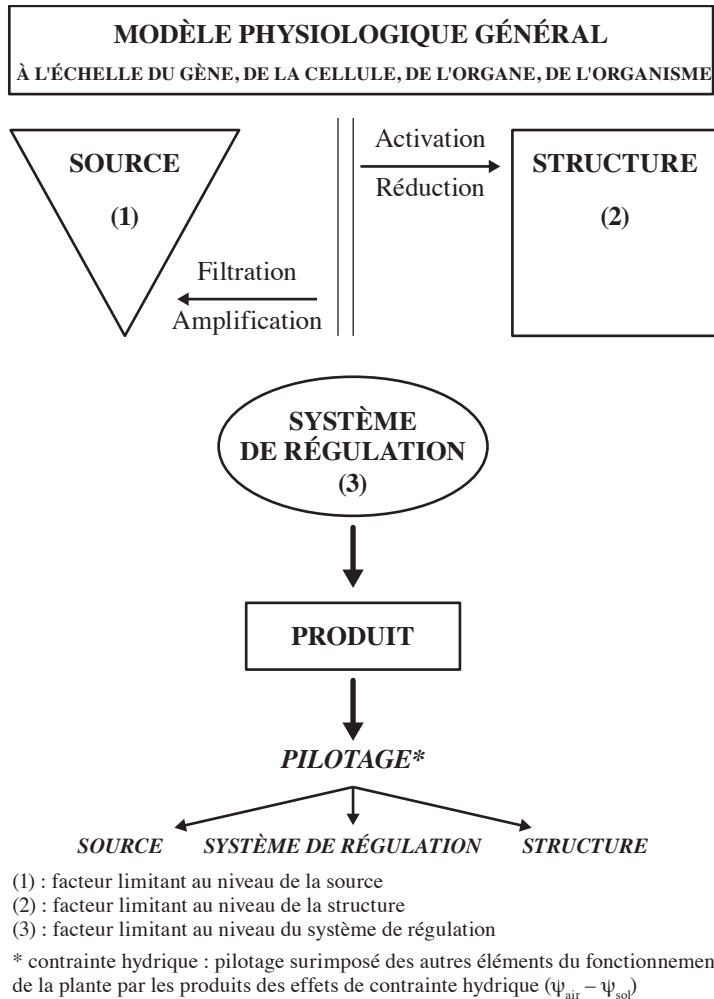 MODÈLE PHYSIOLOGIQUE GÉNÉRAL
À L'ÉCHELLE DU GÈNE, DE LA CELLULE, DE L'ORGANE, DE L'ORGANISME
SOURCE
(1)
Activation
Réduction
STRUCTURE
(2)
Filtration
Amplification
SYSTÈME
DE RÉGULATION
(3)
PRODUIT
PILOTAGE*
SOURCE SYSTÈME DE RÉGULATION STRUCTURE
(1) : facteur limitant au niveau de la source
(2) : facteur limitant au niveau de la structure
(3) : facteur limitant au niveau du système de régulation
* contrainte hydrique : pilotage surimposé des autres éléments du fonctionnemen
de la plante par les produits des effets de contrainte hydrique (ψair – ψsol)